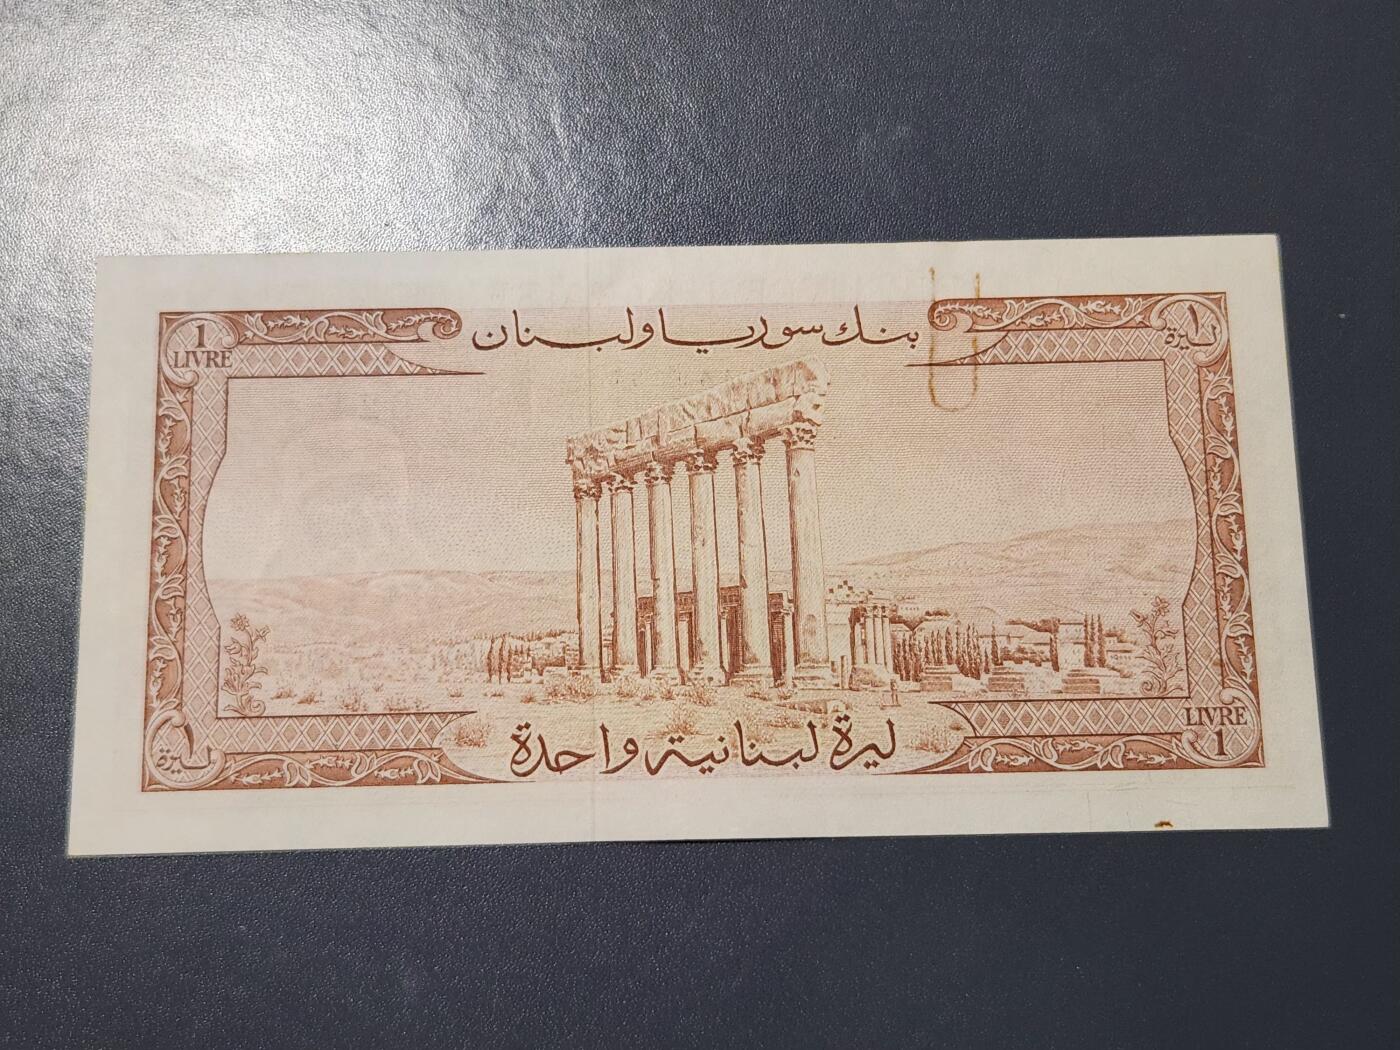 1
LIVRE
بنك سوريا ولبنان
١
ليرة
١
ليرة
ليرة لبنانية واحدة
LIVRE
1